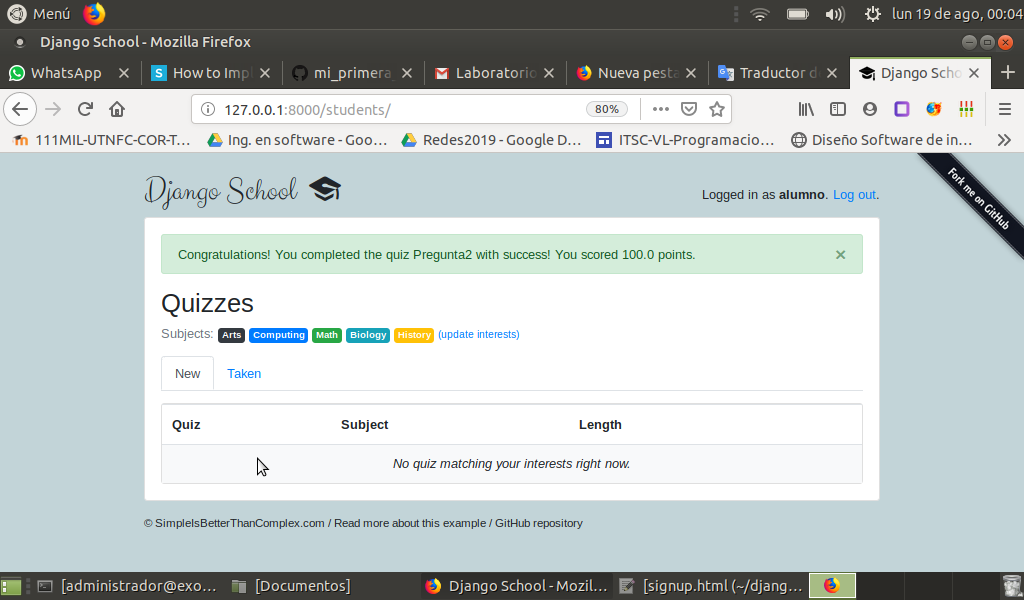 Menú
lun 19 de ago, 00:04
Django School - Mozilla Firefox
WhatsApp
How to Imp
mi_primera
Laboratorio
Nueva pest
Traductor d
Django Scho
127.0.0.1:8000/students/
80%
111MIL-UTNFC-COR-T...
Ing. en software - Goo...
Redes2019 - Google D...
ITSC-VL-Programacio...
Diseño Software de in...
Django School
Logged in as alumno. Log out.
Fork me on GitHub
Congratulations! You completed the quiz Pregunta2 with success! You scored 100.0 points.
Quizzes
Subjects: Arts Computing Math Biology History (update interests)
New Taken
Quiz Subject Length
No quiz matching your interests right now.
© SimpleIsBetterThanComplex.com / Read more about this example / GitHub repository
[administrador@exo...
[Documentos]
Django School - Mozil...
[signup.html (~/djang...